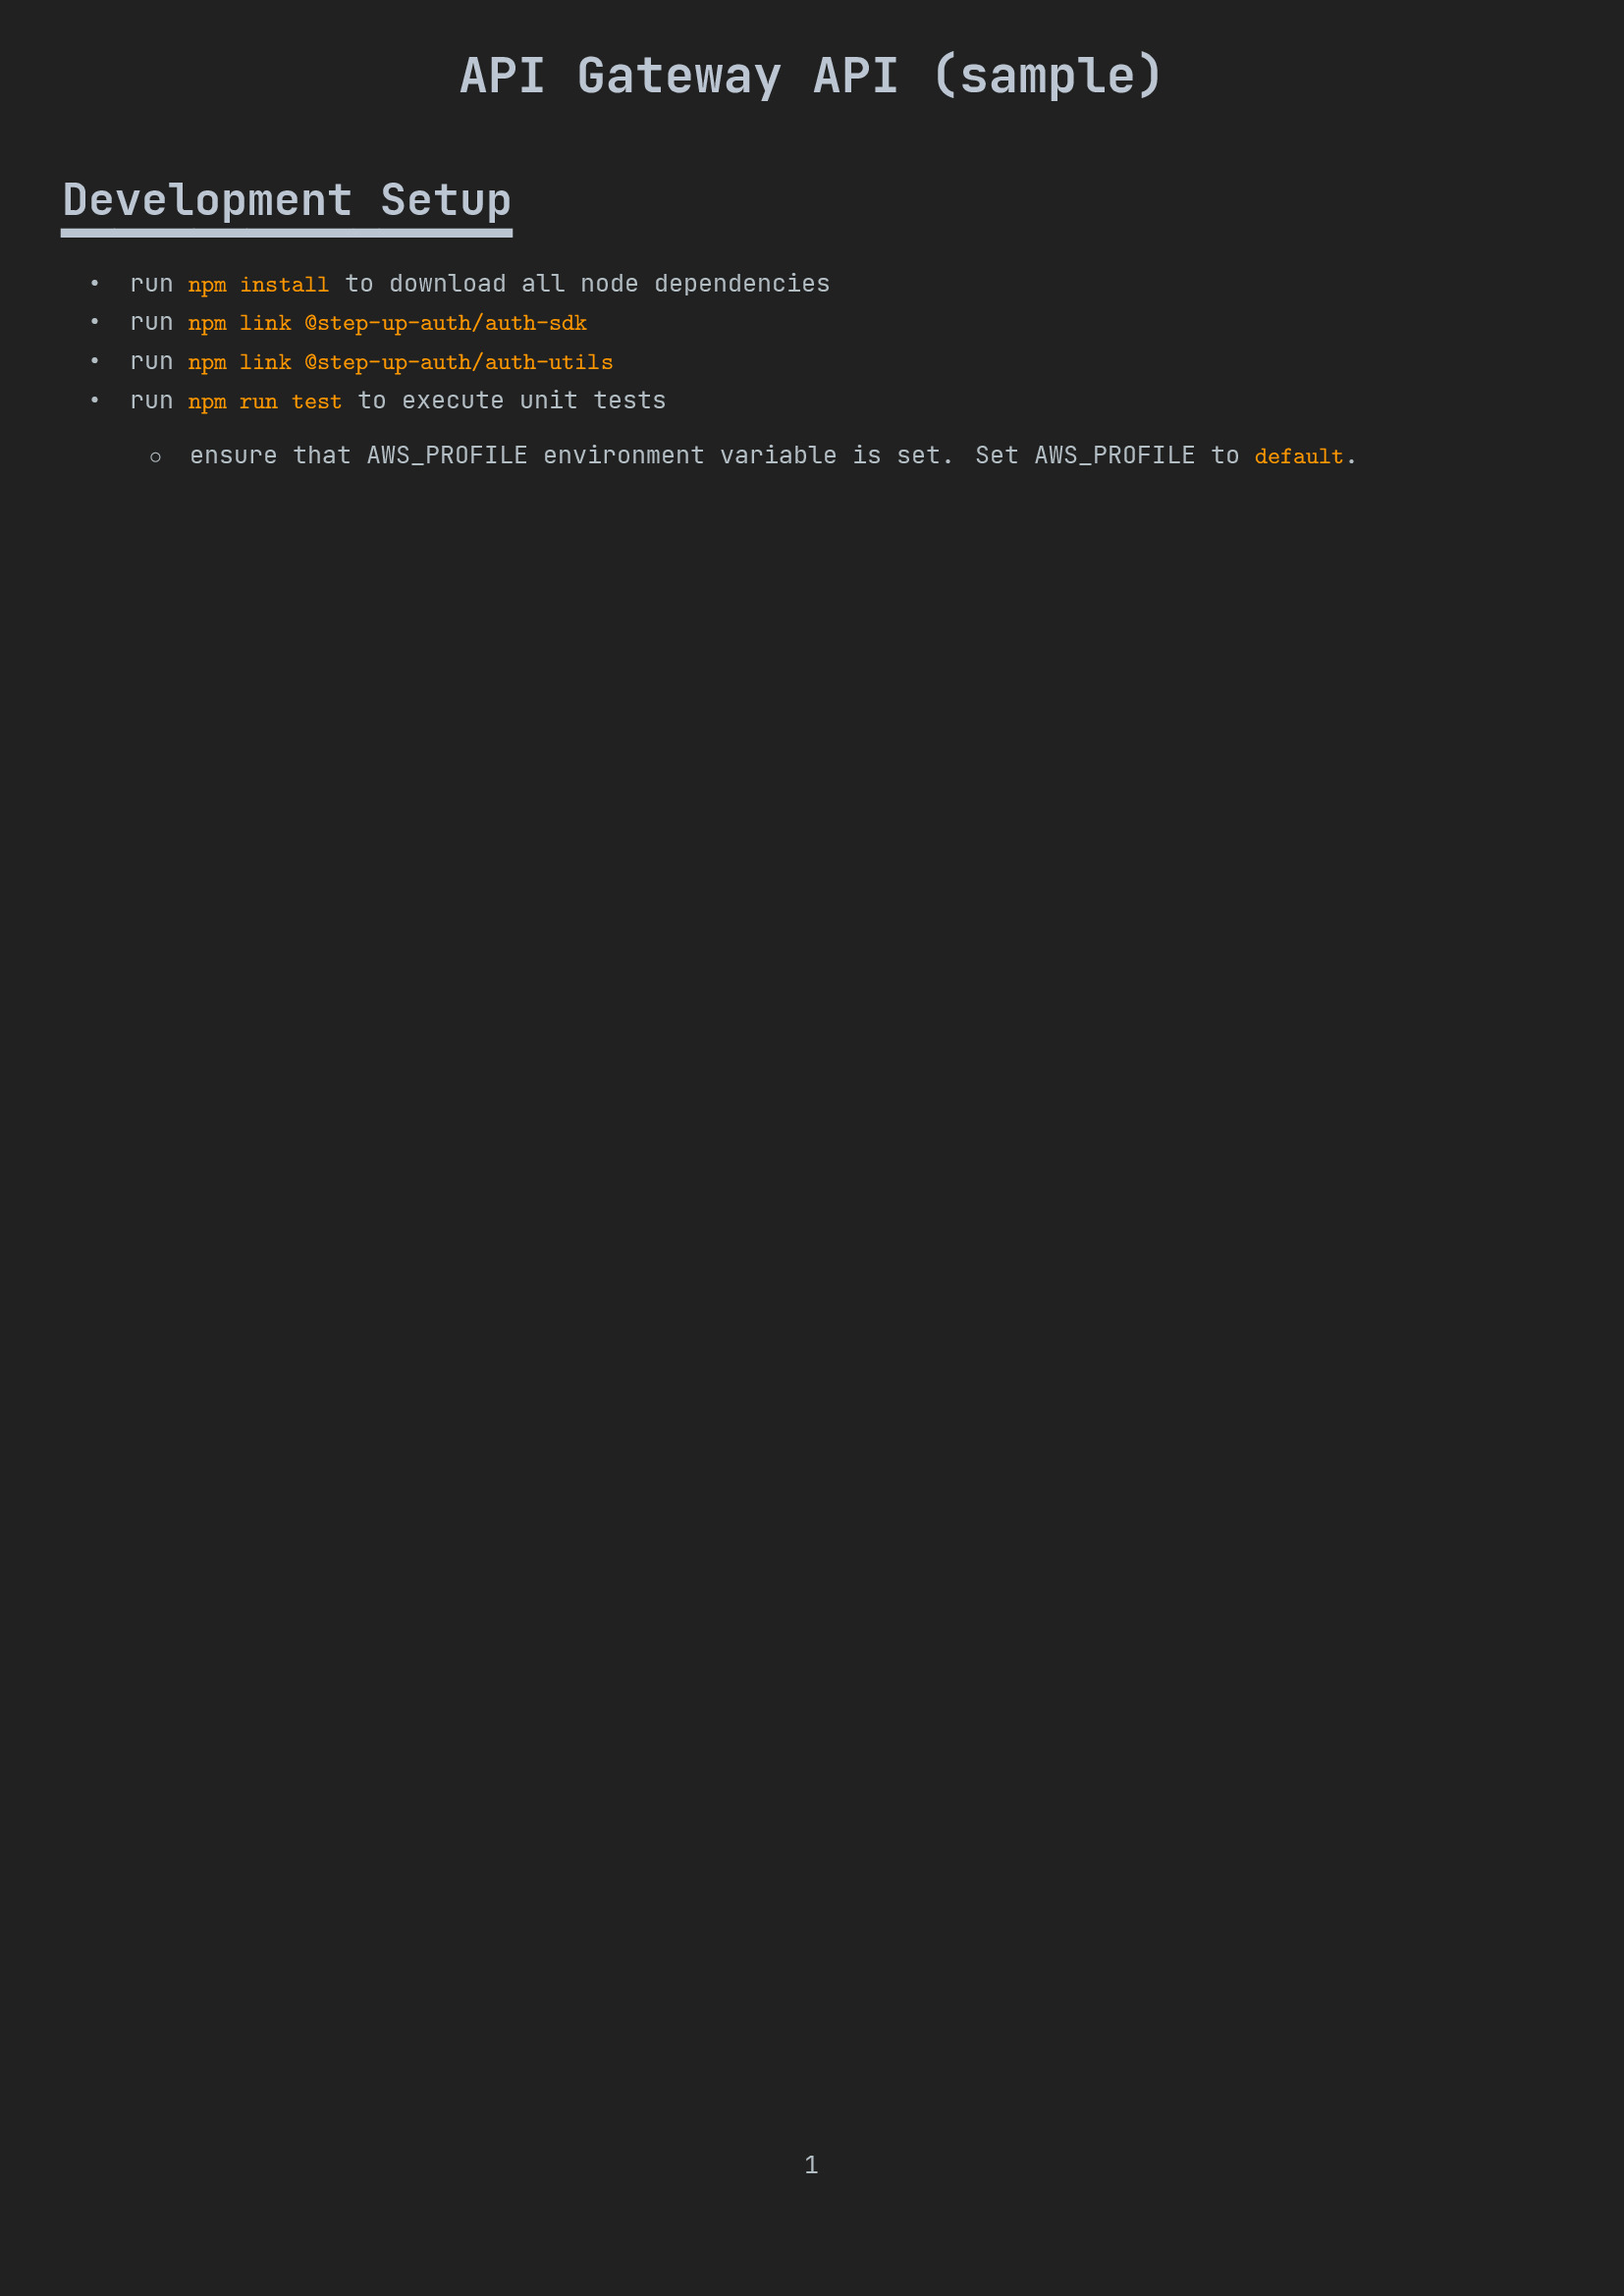 API Gateway API (sample)
Development Setup
• run npm install to download all node dependencies
• run npm link @step-up-auth/auth-sdk
• run npm link @step-up-auth/auth-utils
• run npm run test to execute unit tests
○ ensure that AWS_PROFILE environment variable is set. Set AWS_PROFILE to default.
1